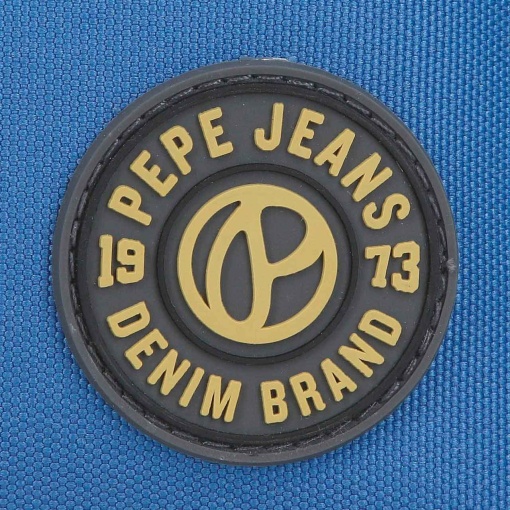 PEPE JEANS
19 73
DENIM BRAND